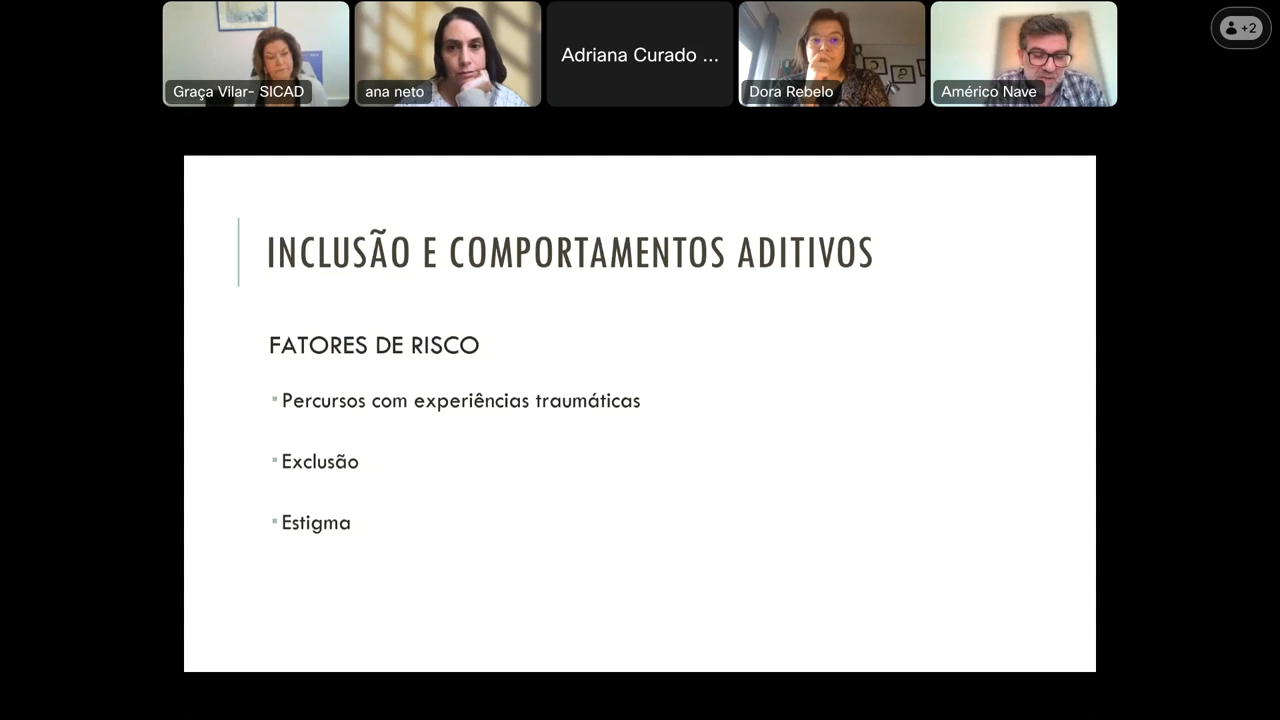 Graça Vilar- SICAD
ana neto
Adriana Curado ...
Dora Rebelo
Américo Nave
+2
INCLUSÃO E COMPORTAMENTOS ADITIVOS
FATORES DE RISCO
▪ Percursos com experiências traumáticas
▪ Exclusão
▪ Estigma